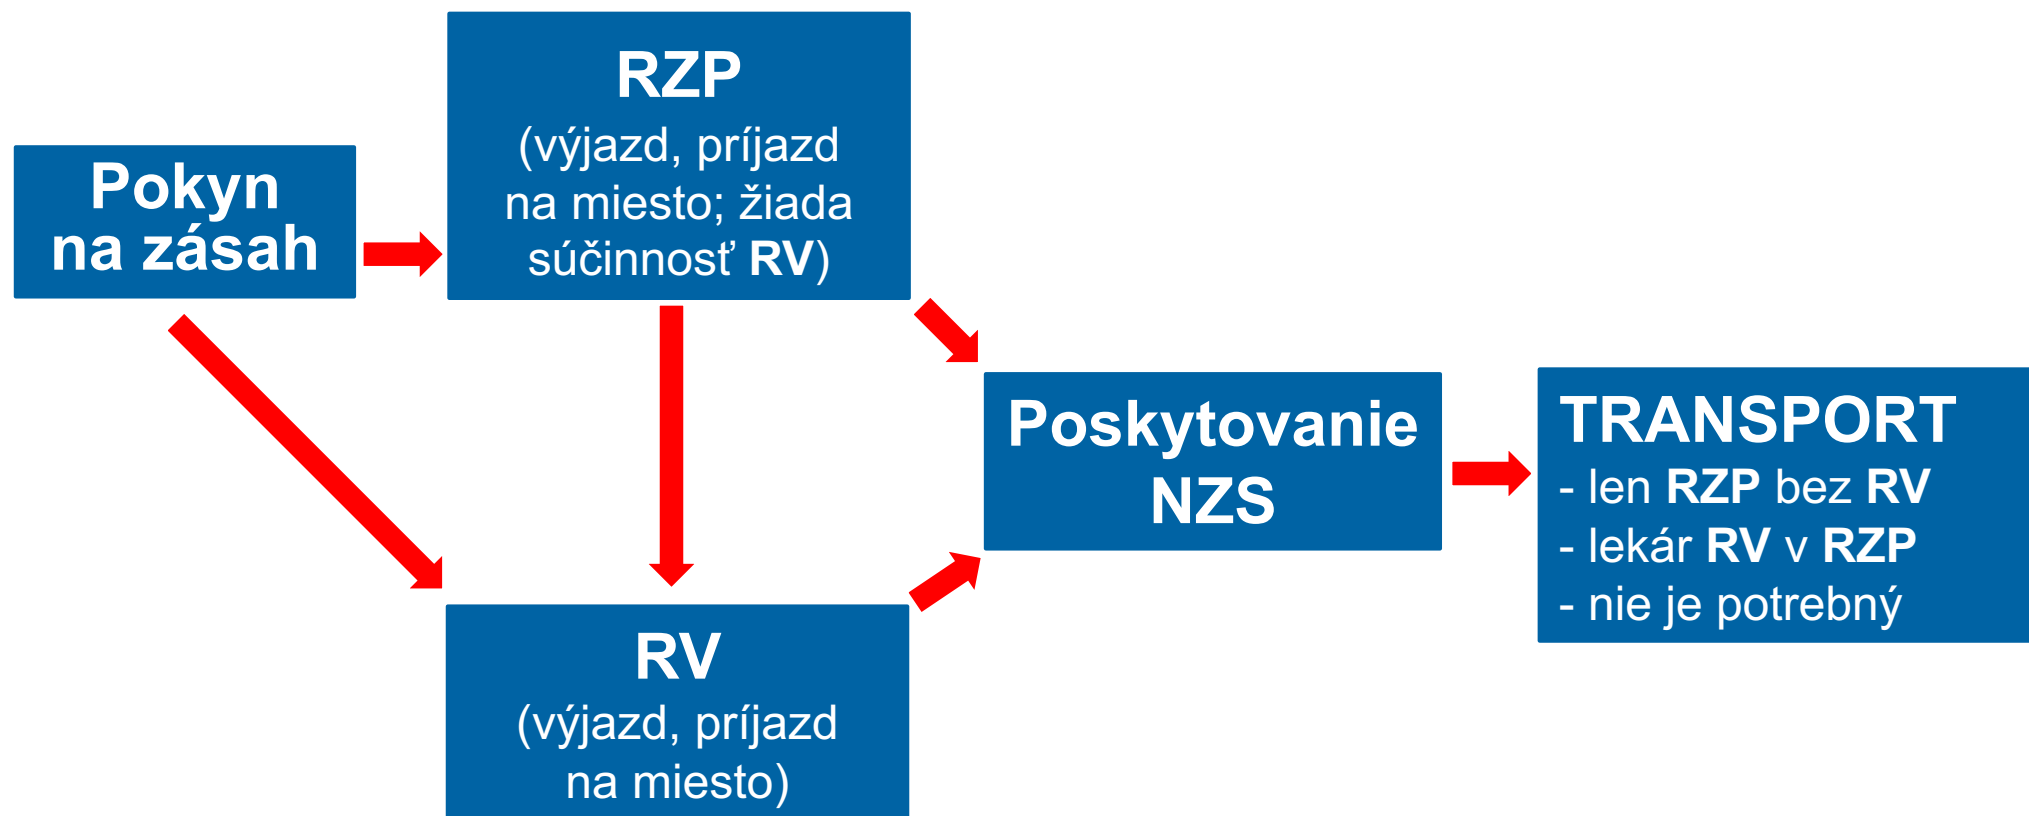 Pokyn
na zásah
RZP
(výjazd, príjazd
na miesto; žiada
súčinnosť RV)
RV
(výjazd, príjazd
na miesto)
Poskytovanie
NZS
TRANSPORT
- len RZP bez RV
- lekár RV v RZP
- nie je potrebný